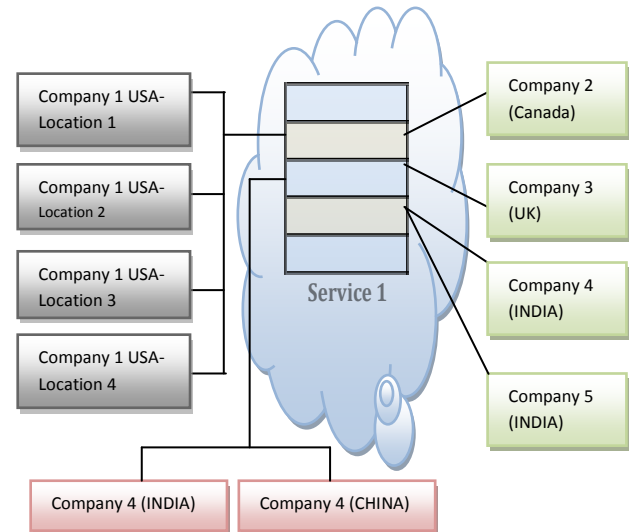 Company 1 USA-
Location 1
Company 1 USA-
Location 2
Company 1 USA-
Location 3
Company 1 USA-
Location 4
Service 1
Company 2
(Canada)
Company 3
(UK)
Company 4
(INDIA)
Company 5
(INDIA)
Company 4 (INDIA)
Company 4 (CHINA)